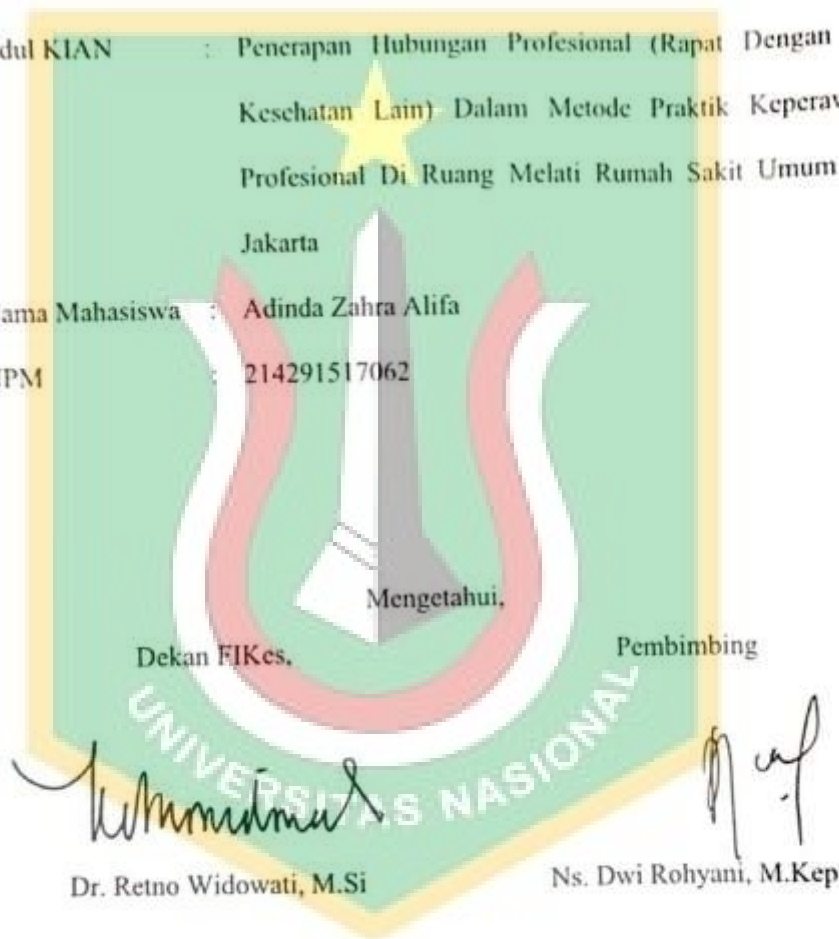 dul KIAN : Penerapan Hubungan Profesional (Rapat Dengan
Kesehatan Lain) Dalam Metode Praktik Keperaw
Profesional Di Ruang Melati Rumah Sakit Umum
Jakarta
ama Mahasiswa : Adinda Zahra Alifa
IPM : 214291517062
Mengetahui,
Dekan FIKes, Pembimbing
UNIVERSITAS NASIONAL
Dr. Retno Widowati, M.Si Ns. Dwi Rohyani, M.Kep